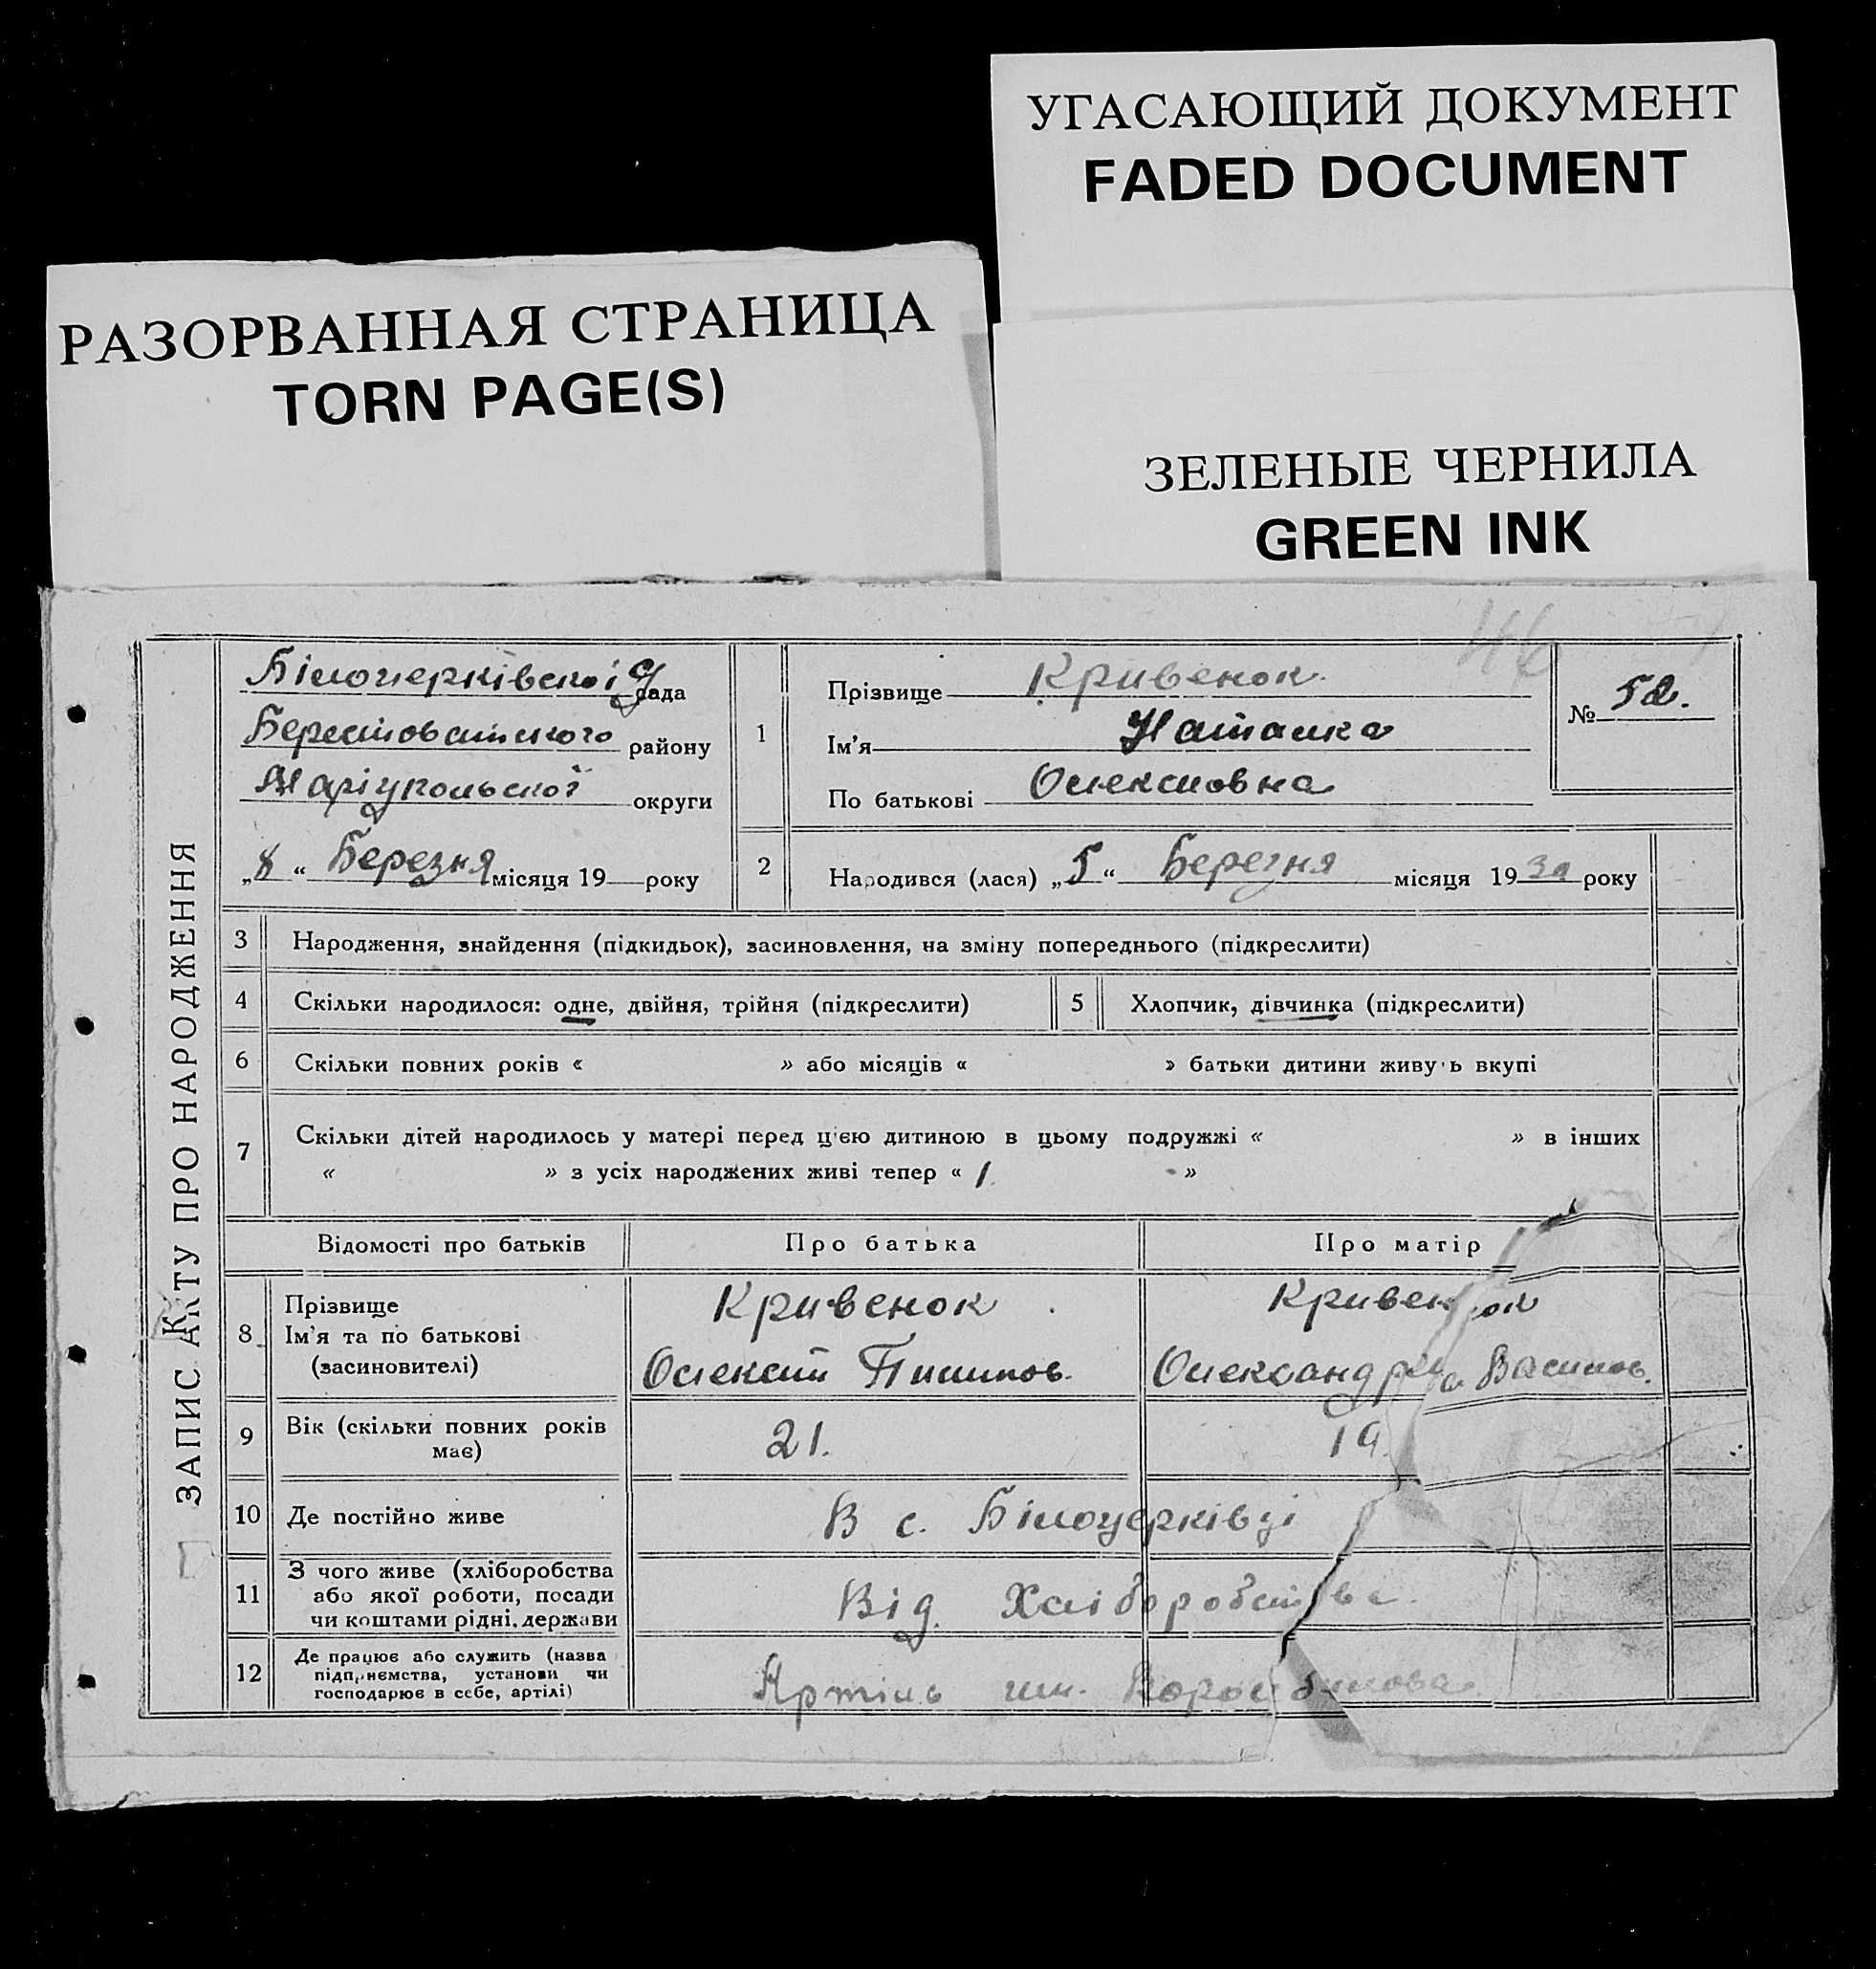 УГАСАЮЩИЙ ДОКУМЕНТ
FADED DOCUMENT
РАЗОРВАННАЯ СТРАНИЦА
TORN PAGE(S)
ЗЕЛЕНЫЕ ЧЕРНИЛА
GREEN INK
ЗАПИС АКТУ ПРО НАРОДЖЕННЯ
Білоцерківської с/рада
Берестоватського району
Маріупольської округи
„8“ Березня місяця 19 року
1
Прізвище Кривенок
Ім'я Наталка
По батькові Олексиовна
№ 52.
2
Народився (лася) „5“ Березня місяця 19 року
3 Народження, знайдення (підкидьок), засиновлення, на зміну попереднього (підкреслити)
4 Скільки народилося: одне, двійня, трійня (підкреслити)
5 Хлопчик, дівчинка (підкреслити)
6 Скільки повних років « » або місяців « » батьки дитини живуть вкупі
7 Скільки дітей народилось у матері перед цією дитиною в цьому подружжі « » в інших
« » з усіх народжених живі тепер « 1 »
Відомості про батьків Про батька Про матір
8 Прізвище
Ім'я та по батькові
(засиновителі)
Кривенок
Олексій Пилипов.
Кривенок
Олександра Василов.
9 Вік (скільки повних років
має)
21.
19.
10 Де постійно живе
В с. Білоцерківці
11 З чого живе (хліборобства
або якої роботи, посади
чи коштами рідні, держави
Від Хліборобства.
12 Де працює або служить (назва
підприємства, установи чи
господарює в себе, артілі)
Артіль им.